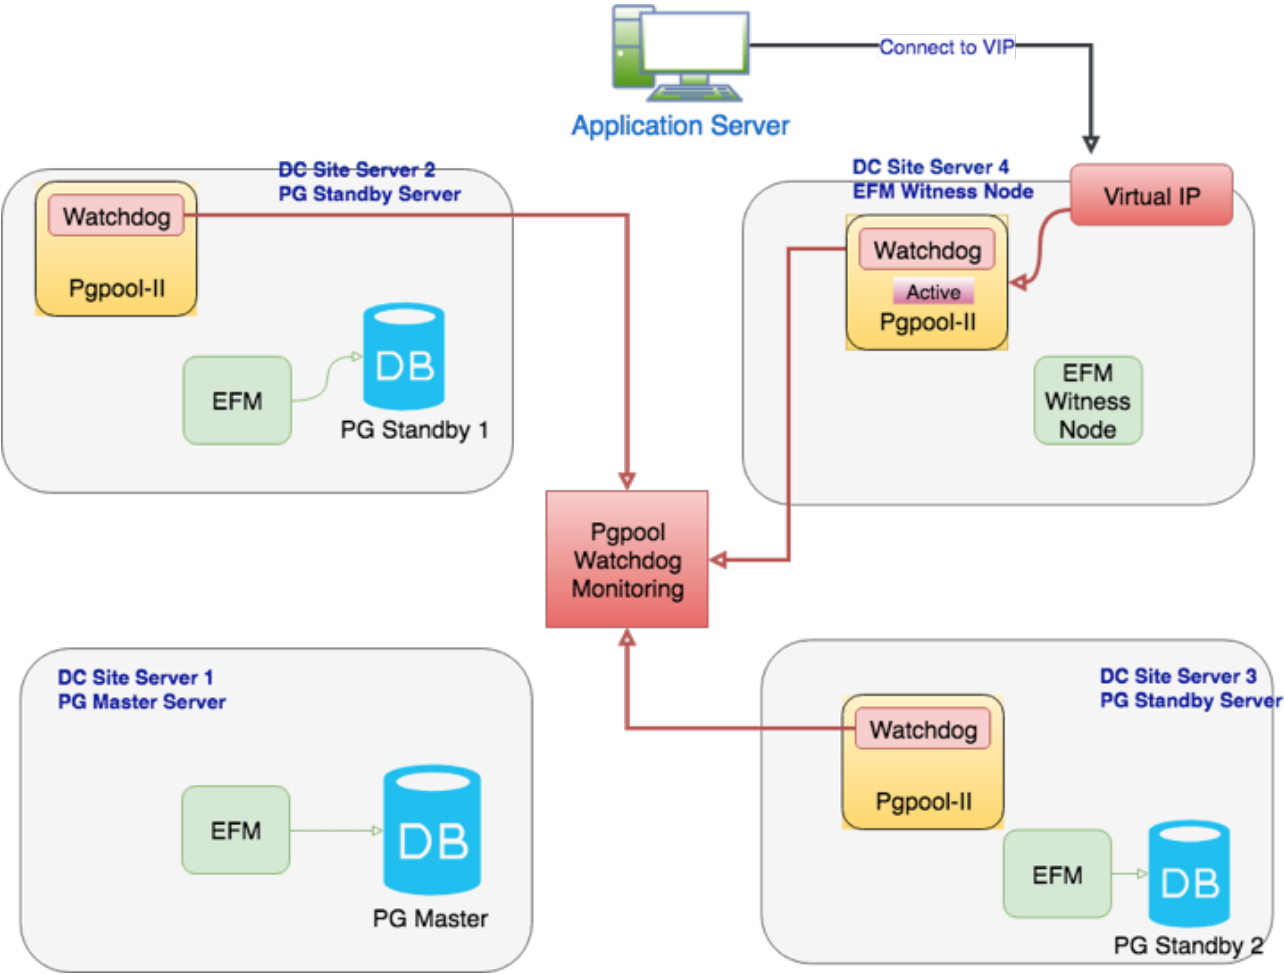 Connect to VIP
Application Server
DC Site Server 2
PG Standby Server
Watchdog
Pgpool-II
EFM
DB
PG Standby 1
DC Site Server 4
EFM Witness Node
Virtual IP
Watchdog
Active
Pgpool-II
EFM
Witness
Node
Pgpool
Watchdog
Monitoring
DC Site Server 1
PG Master Server
EFM
DB
PG Master
DC Site Server 3
PG Standby Server
Watchdog
Pgpool-II
EFM
DB
PG Standby 2